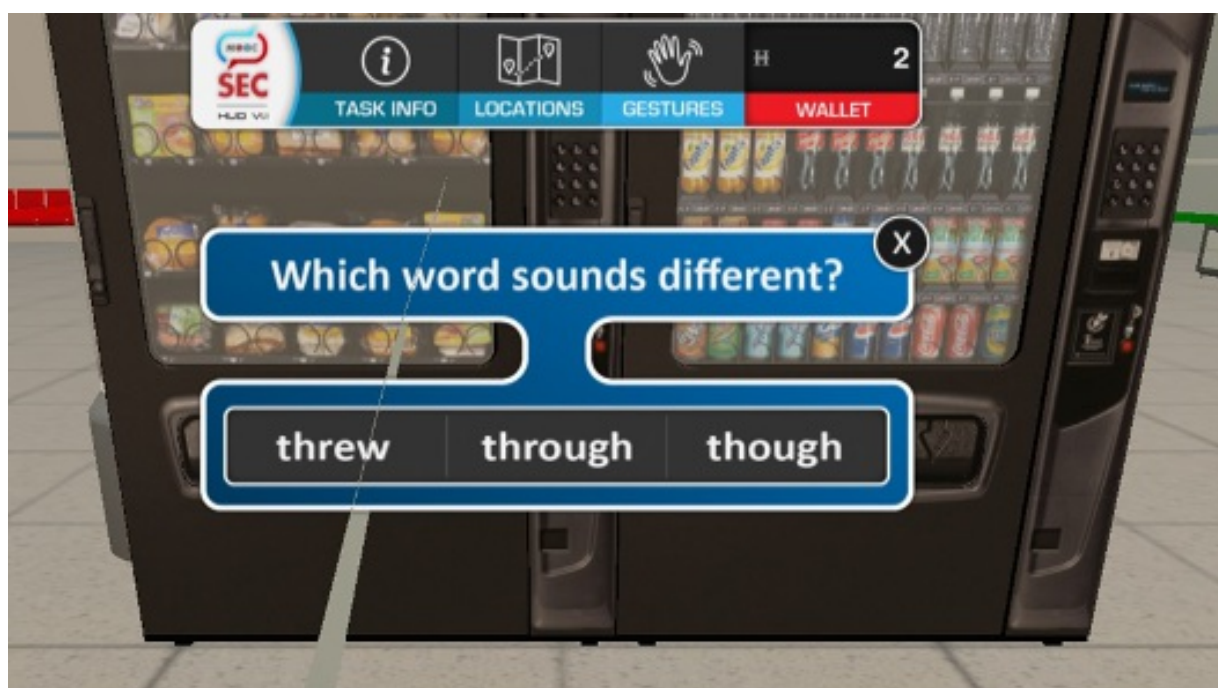 SEC
TASK INFO
LOCATIONS
GESTURES
2
WALLET
X
Which word sounds different?
threw
through
though